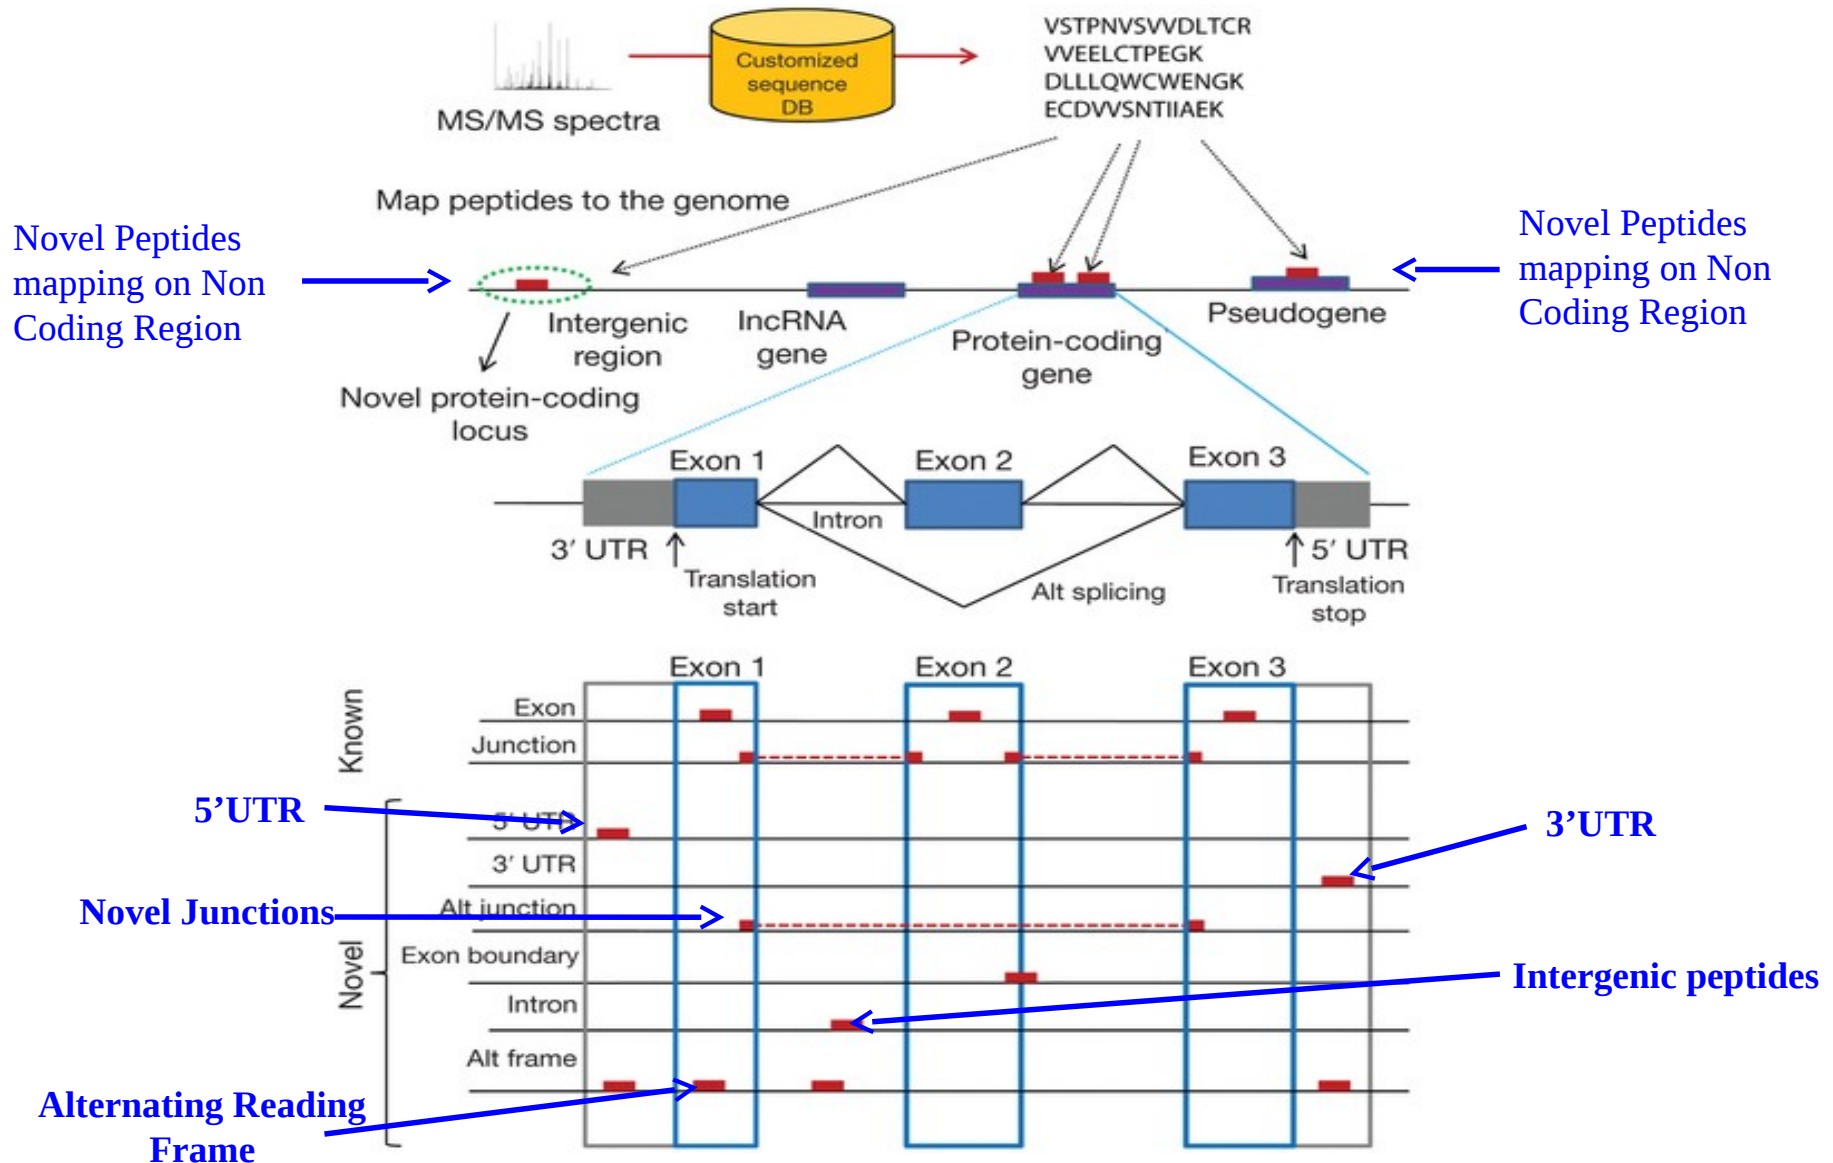 VSTPNVSVVDLTCR
VVEELCTPEGK
DLLLQWCWENGK
ECDVVSNTIIAEK
Customized
sequence
DB
MS/MS spectra
Map peptides to the genome
Novel Peptides
mapping on Non
Coding Region
Novel Peptides
mapping on Non
Coding Region
Intergenic
region
lncRNA
gene
Protein-coding
gene
Pseudogene
Novel protein-coding
locus
Exon 1
Exon 2
Exon 3
Intron
3′ UTR
5′ UTR
Translation
start
Alt splicing
Translation
stop
Exon 1
Exon 2
Exon 3
Known
Exon
Junction
Novel
5′ UTR
3′ UTR
Alt junction
Exon boundary
Intron
Alt frame
5’UTR
3’UTR
Novel Junctions
Intergenic peptides
Alternating Reading
Frame